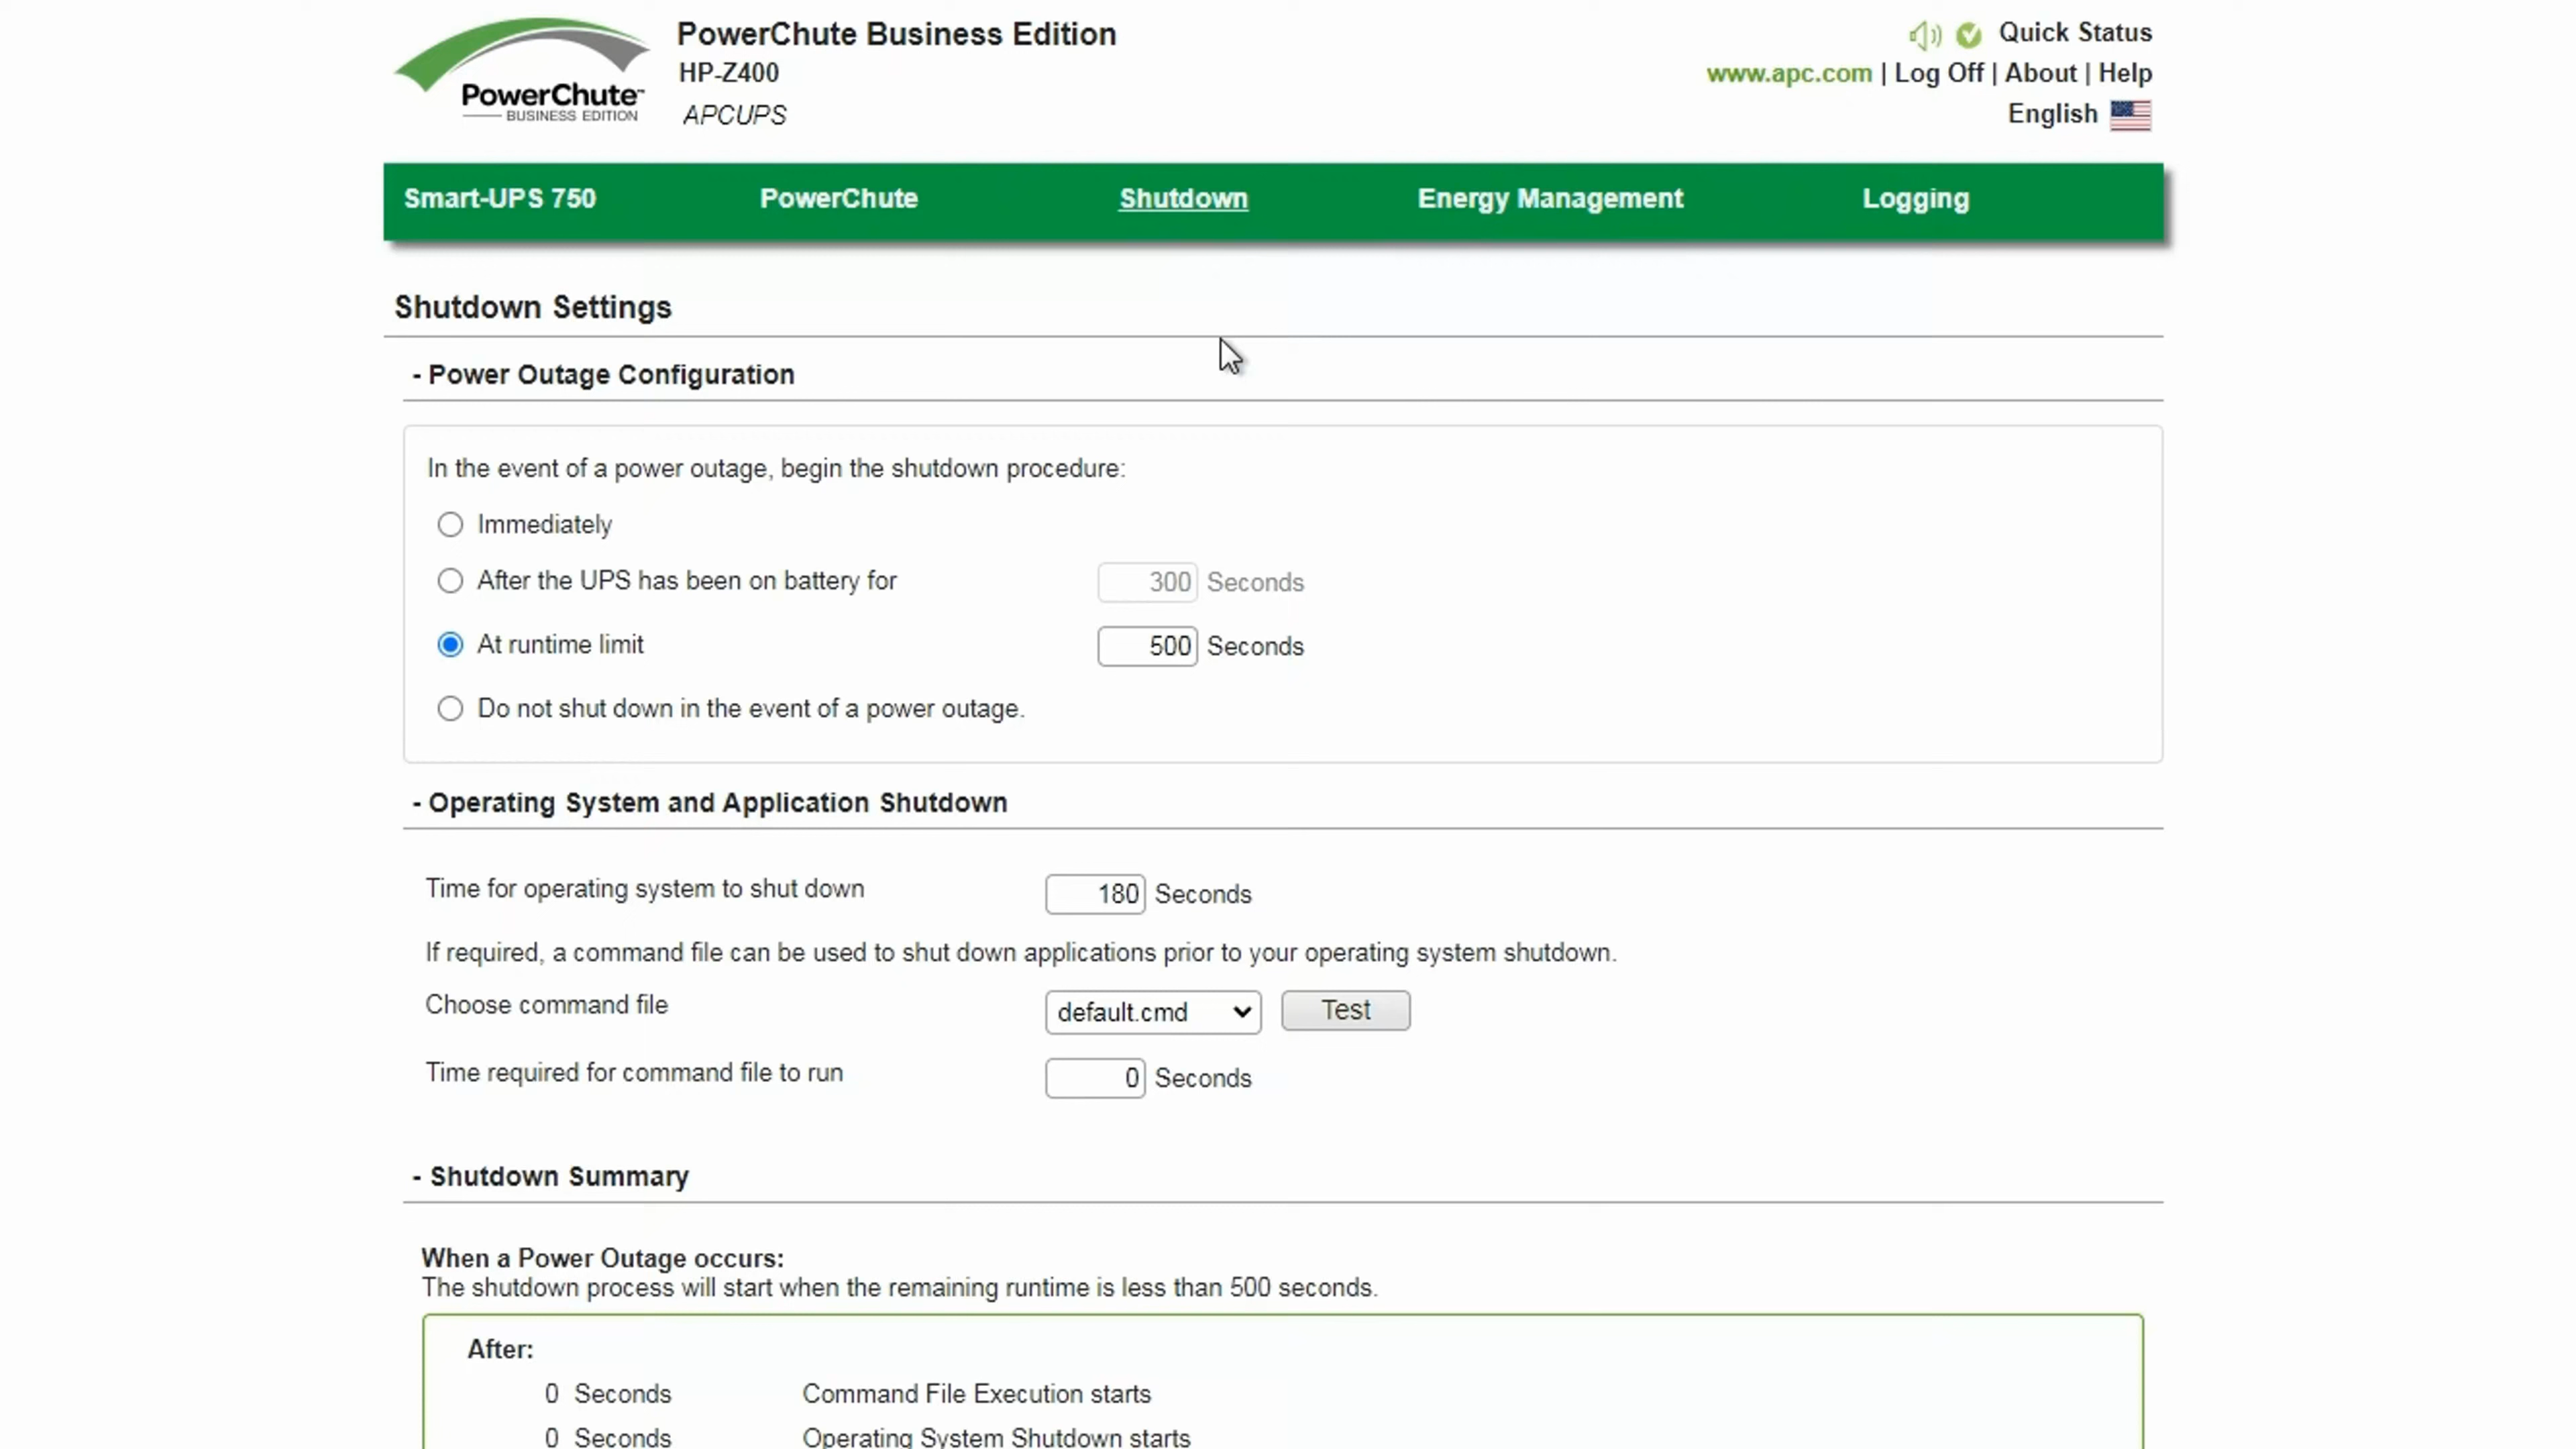 PowerChute™
BUSINESS EDITION
PowerChute Business Edition
HP-Z400
APCUPS
Quick Status
www.apc.com | Log Off | About | Help
English
Smart-UPS 750 PowerChute Shutdown Energy Management Logging
Shutdown Settings
- Power Outage Configuration
In the event of a power outage, begin the shutdown procedure:
Immediately
After the UPS has been on battery for 300 Seconds
At runtime limit 500 Seconds
Do not shut down in the event of a power outage.
- Operating System and Application Shutdown
Time for operating system to shut down 180 Seconds
If required, a command file can be used to shut down applications prior to your operating system shutdown.
Choose command file default.cmd Test
Time required for command file to run 0 Seconds
- Shutdown Summary
When a Power Outage occurs:
The shutdown process will start when the remaining runtime is less than 500 seconds.
After:
0 Seconds Command File Execution starts
0 Seconds Operating System Shutdown starts